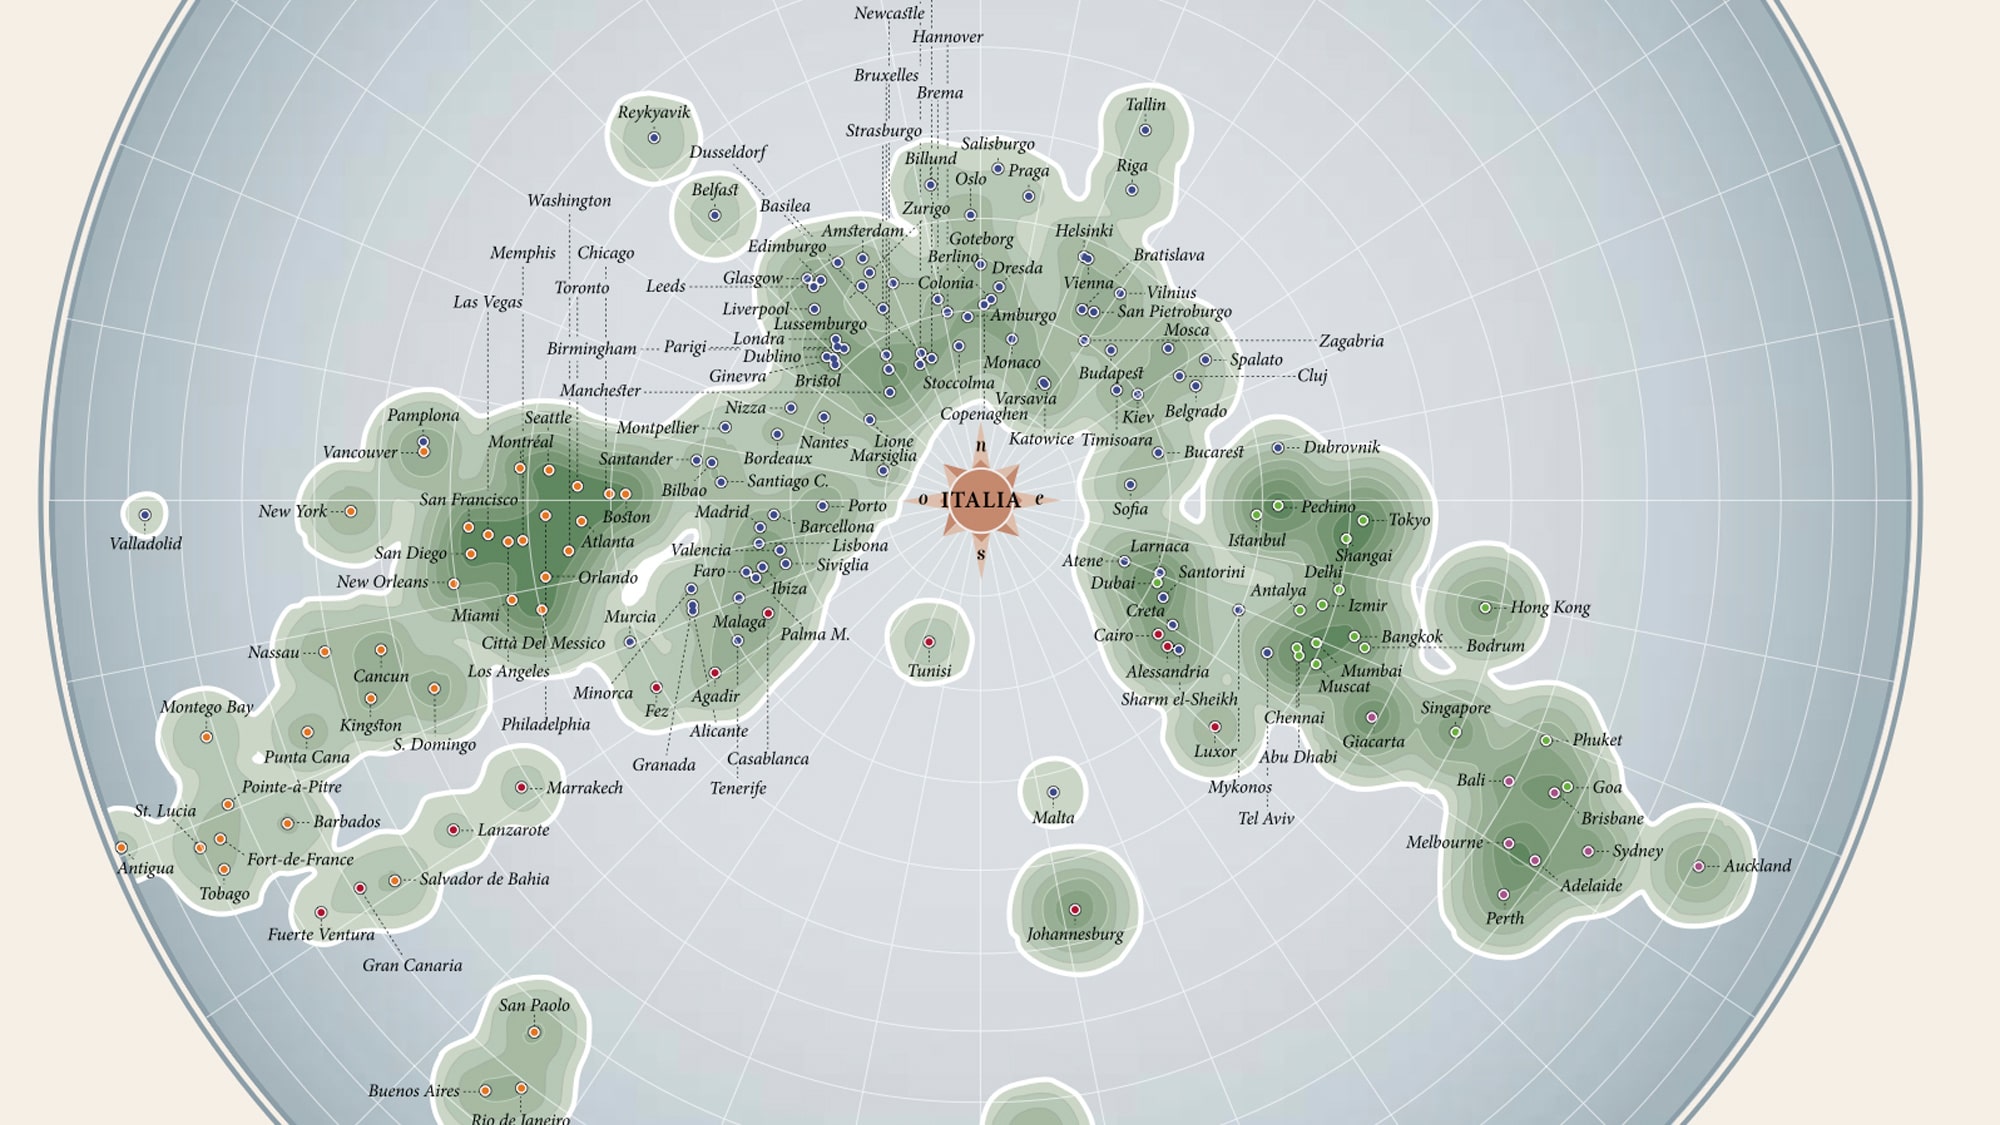 Newcastle
Hannover
Bruxelles
Brema
Tallin
Reykyavik
Strasburgo
Salisburgo
Dusseldorf
Billund
Oslo
Praga
Riga
Belfast
Washington
Basilea
Zurigo
Amsterdam
Helsinki
Edimburgo
Goteborg
Memphis
Chicago
Berlino
Bratislava
Dresda
Glasgow
Leeds
Colonia
Vienna
Vilnius
Toronto
Las Vegas
Liverpool
Amburgo
San Pietroburgo
Lussemburgo
Mosca
Londra
Zagabria
Birmingham
Parigi
Dublino
Monaco
Spalato
Ginevra
Bristol
Stoccolma
Budapest
Cluj
Manchester
Varsavia
Nizza
Copenaghen
Kiev
Belgrado
Pamplona
Seattle
Montpellier
Montréal
Nantes
Lione
Katowice
Timisoara
n
Vancouver
Santander
Bordeaux
Marsiglia
Bucarest
Dubrovnik
Bilbao
Santiago C.
San Francisco
o
ITALIA
e
New York
Boston
Madrid
Porto
Sofia
Pechino
Tokyo
Valladolid
Atlanta
Barcellona
Istanbul
San Diego
Valencia
Lisbona
s
Larnaca
Shangai
Atene
Siviglia
New Orleans
Orlando
Faro
Dubai
Santorini
Delhi
Ibiza
Antalya
Miami
Murcia
Malaga
Creta
Izmir
Hong Kong
Città Del Messico
Palma M.
Cairo
Bangkok
Bodrum
Nassau
Cancun
Los Angeles
Tunisi
Alessandria
Mumbai
Muscat
Minorca
Agadir
Sharm el-Sheikh
Montego Bay
Fez
Kingston
Philadelphia
Chennai
Singapore
Punta Cana
S. Domingo
Alicante
Luxor
Giacarta
Phuket
Granada
Casablanca
Abu Dhabi
Pointe-à-Pitre
Marrakech
Tenerife
Mykonos
Bali
Goa
St. Lucia
Barbados
Lanzarote
Malta
Tel Aviv
Brisbane
Melbourne
Sydney
Antigua
Fort-de-France
Auckland
Tobago
Salvador de Bahia
Adelaide
Fuerte Ventura
Johannesburg
Perth
Gran Canaria
San Paolo
Buenos Aires
Rio de Janeiro